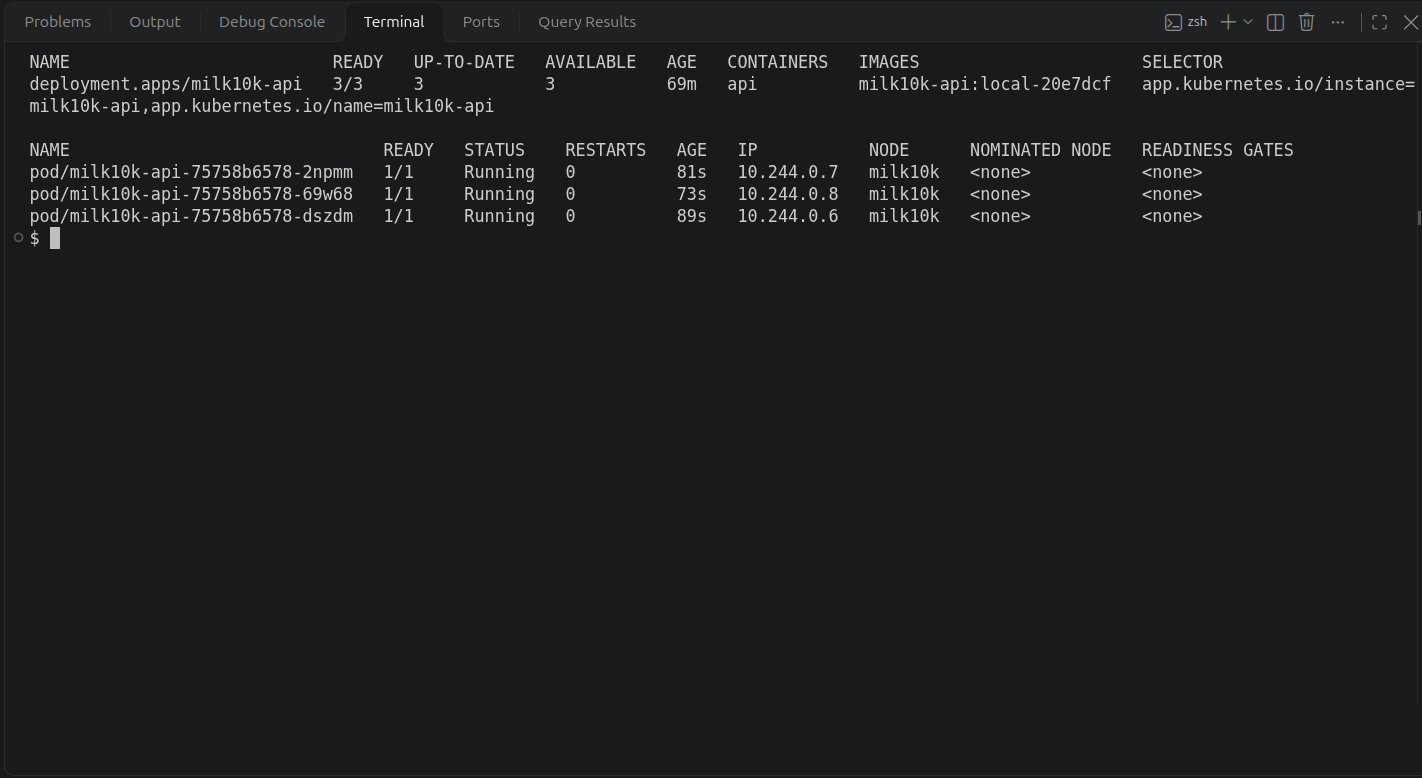 Problems Output Debug Console Terminal Ports Query Results zsh
NAME READY UP-TO-DATE AVAILABLE AGE CONTAINERS IMAGES SELECTOR
deployment.apps/milk10k-api 3/3 3 3 69m api milk10k-api:local-20e7dcf app.kubernetes.io/instance=
milk10k-api,app.kubernetes.io/name=milk10k-api
NAME READY STATUS RESTARTS AGE IP NODE NOMINATED NODE READINESS GATES
pod/milk10k-api-75758b6578-2npmm 1/1 Running 0 81s 10.244.0.7 milk10k <none> <none>
pod/milk10k-api-75758b6578-69w68 1/1 Running 0 73s 10.244.0.8 milk10k <none> <none>
pod/milk10k-api-75758b6578-dszdm 1/1 Running 0 89s 10.244.0.6 milk10k <none> <none>
$